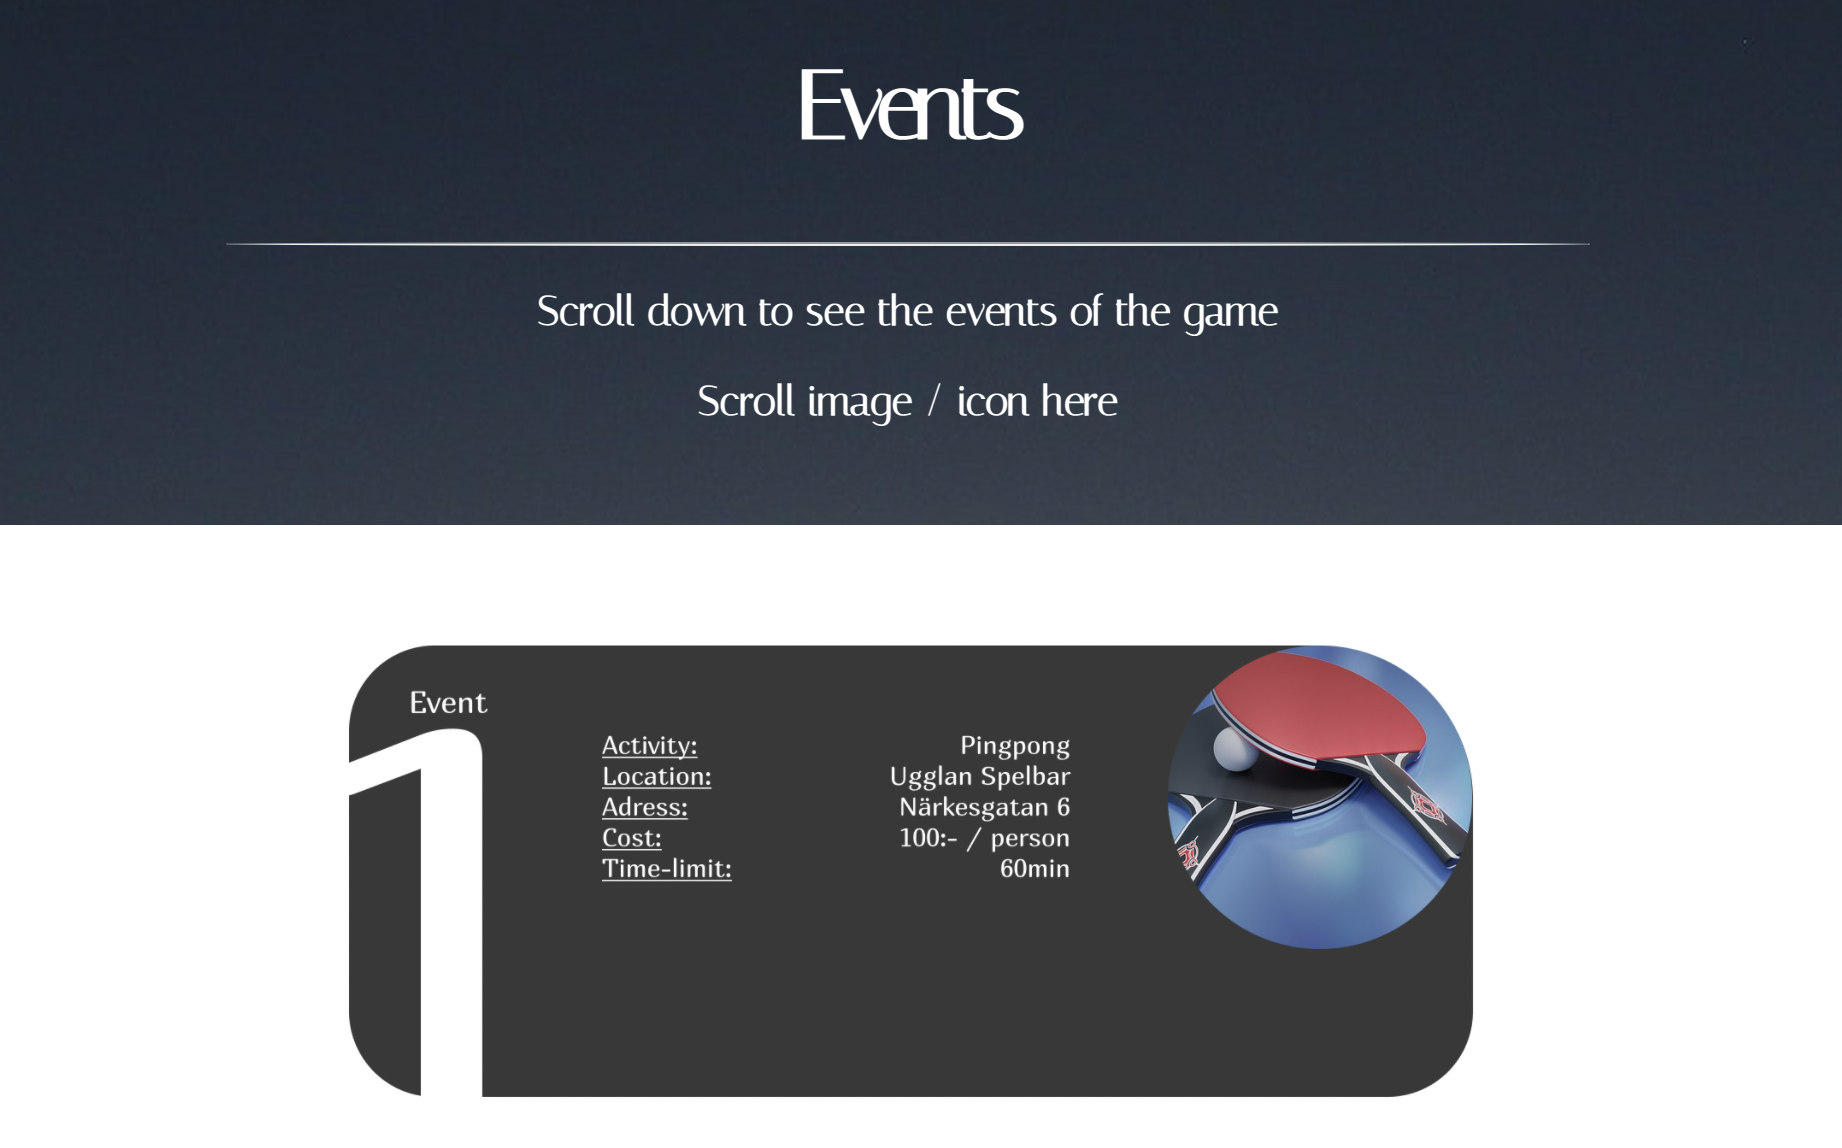 Events
Scroll down to see the events of the game
Scroll image / icon here
Event
1
Activity: Pingpong
Location: Ugglan Spelbar
Adress: Närkesgatan 6
Cost: 100:- / person
Time-limit: 60min